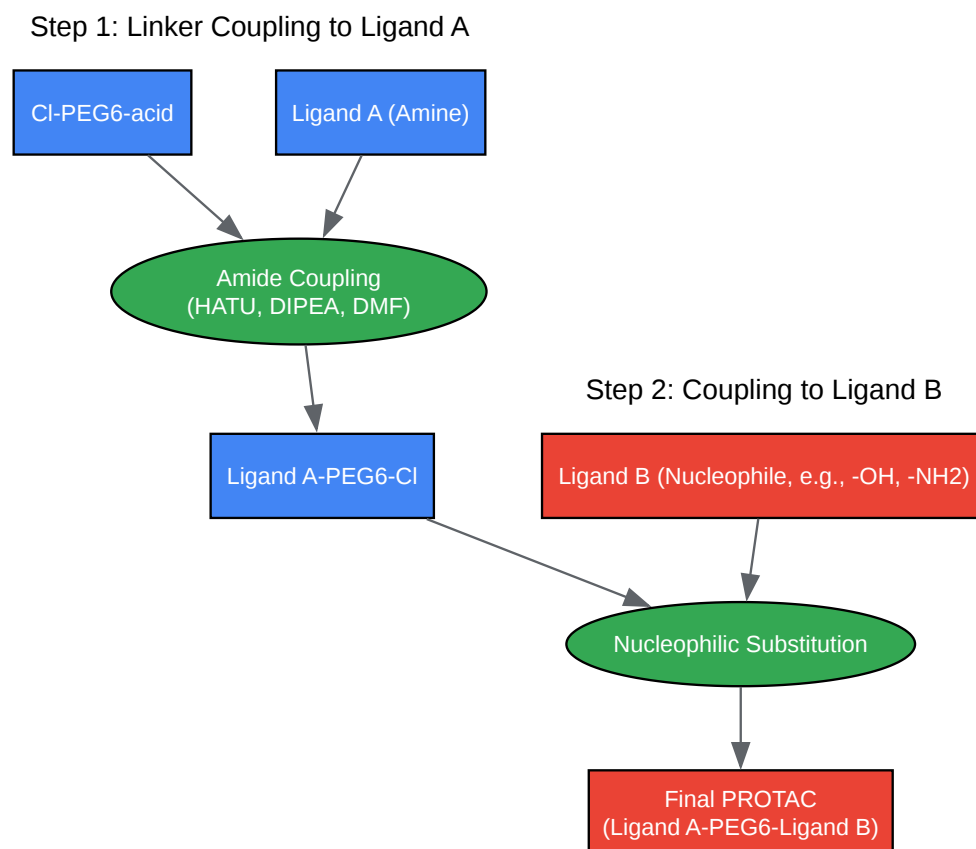 Step 1: Linker Coupling to Ligand A
Cl-PEG6-acid
Ligand A (Amine)
Amide Coupling
(HATU, DIPEA, DMF)
Step 2: Coupling to Ligand B
Ligand A-PEG6-Cl
Ligand B (Nucleophile, e.g., -OH, -NH2)
Nucleophilic Substitution
Final PROTAC
(Ligand A-PEG6-Ligand B)